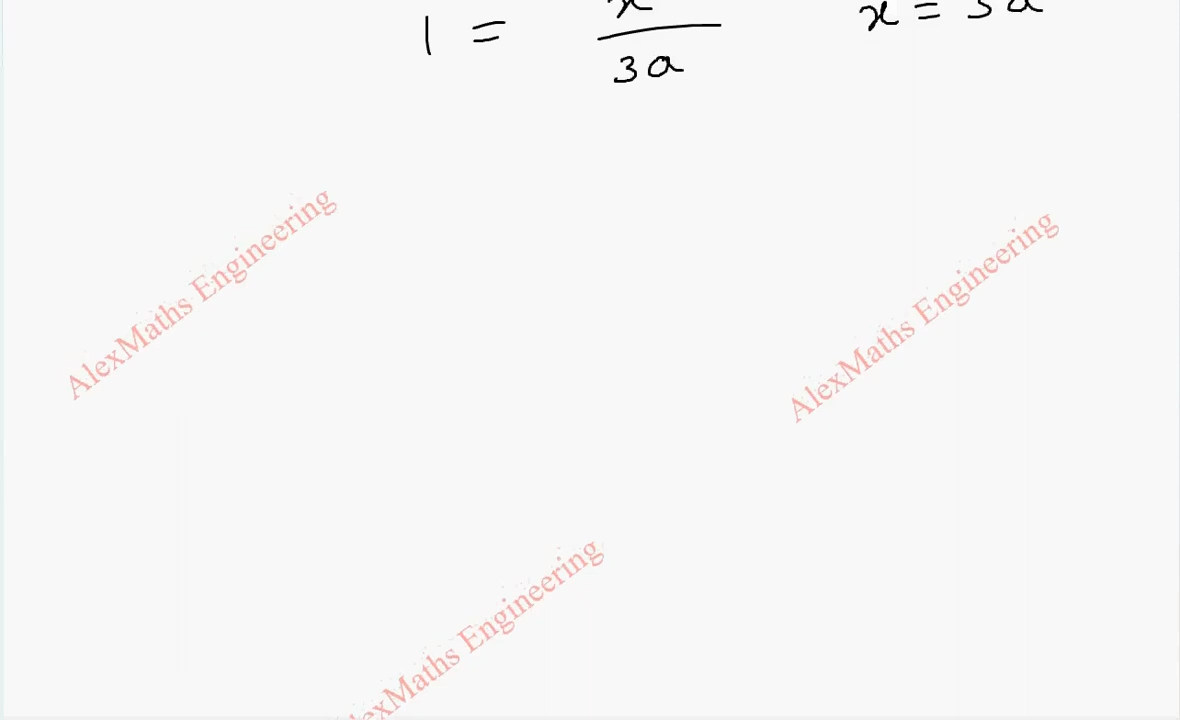 1 = x / 3a    x = 3a
AlexMaths Engineering
AlexMaths Engineering
AlexMaths Engineering